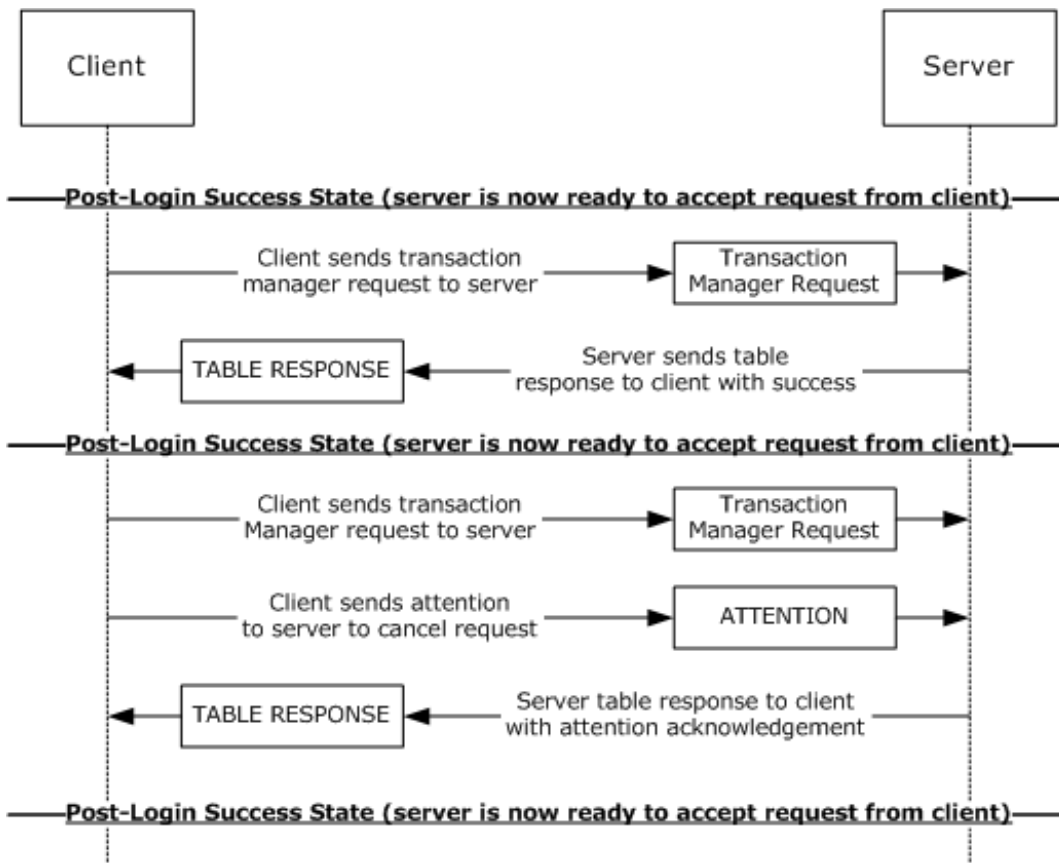 Client
Server
Post-Login Success State (server is now ready to accept request from client)
Client sends transaction
manager request to server
Transaction
Manager Request
TABLE RESPONSE
Server sends table
response to client with success
Post-Login Success State (server is now ready to accept request from client)
Client sends transaction
Manager request to server
Transaction
Manager Request
Client sends attention
to server to cancel request
ATTENTION
TABLE RESPONSE
Server table response to client
with attention acknowledgement
Post-Login Success State (server is now ready to accept request from client)